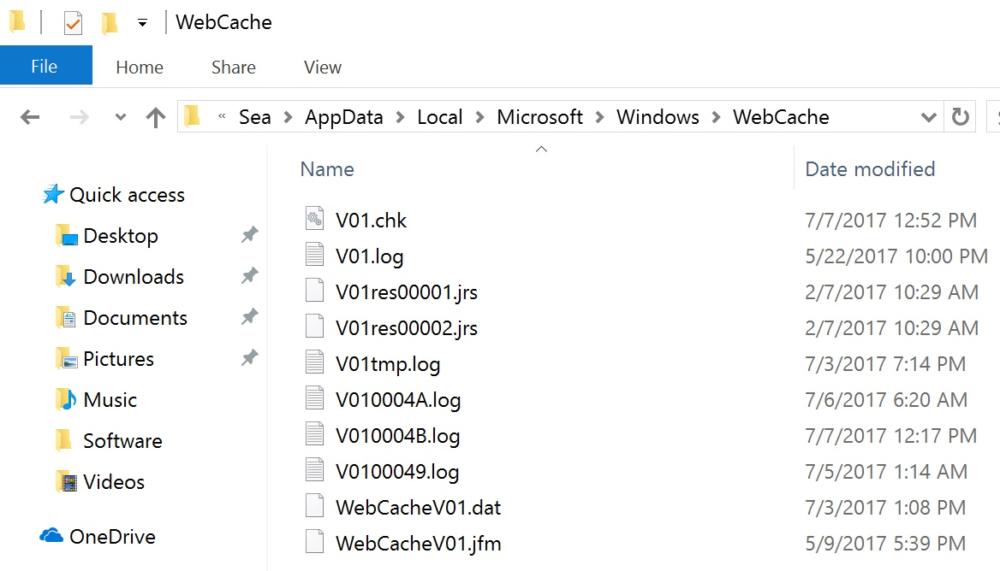 WebCache
File Home Share View
« Sea > AppData > Local > Microsoft > Windows > WebCache
Name Date modified
Quick access
Desktop
Downloads
Documents
Pictures
Music
Software
Videos
OneDrive
V01.chk 7/7/2017 12:52 PM
V01.log 5/22/2017 10:00 PM
V01res00001.jrs 2/7/2017 10:29 AM
V01res00002.jrs 2/7/2017 10:29 AM
V01tmp.log 7/3/2017 7:14 PM
V010004A.log 7/6/2017 6:20 AM
V010004B.log 7/7/2017 12:17 PM
V0100049.log 7/5/2017 1:14 AM
WebCacheV01.dat 7/3/2017 1:08 PM
WebCacheV01.jfm 5/9/2017 5:39 PM